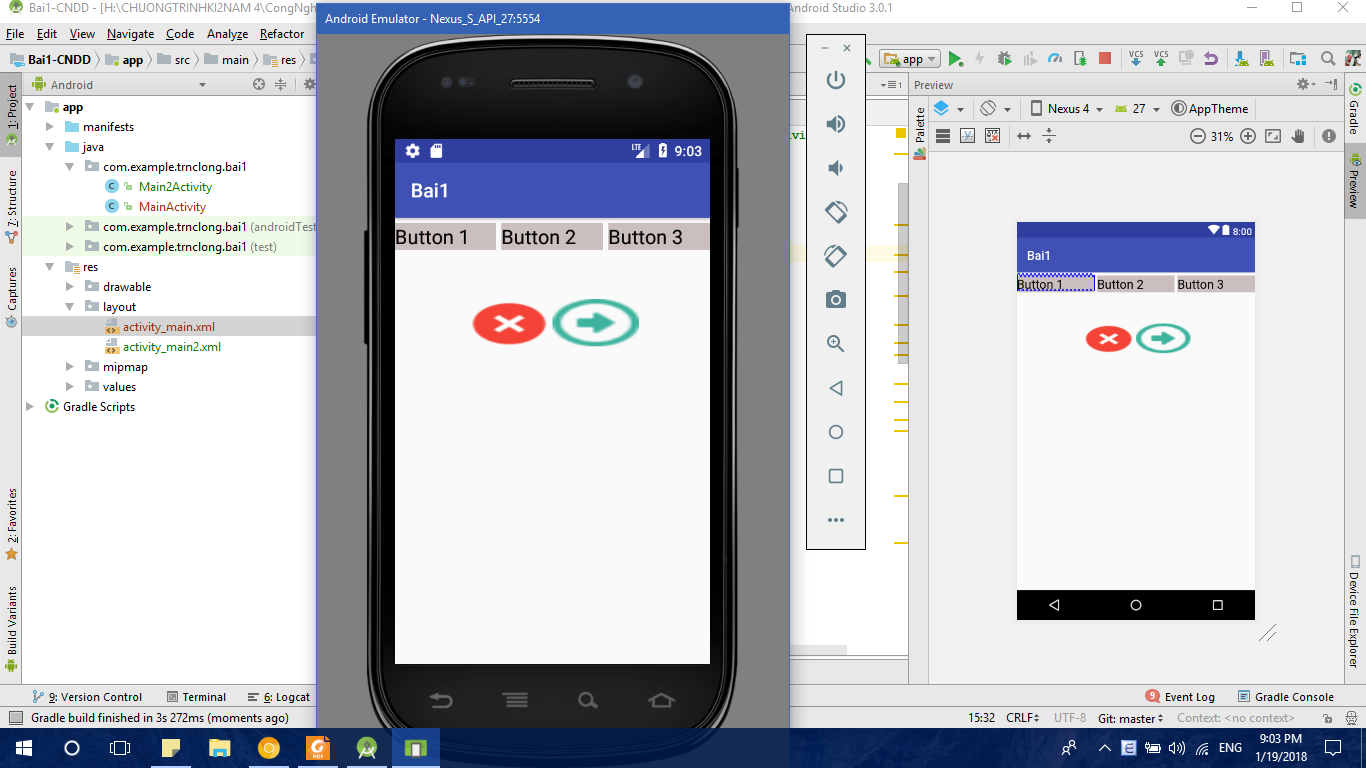 Bai1-CNDD - [H:\CHUONGTRINHKI2NAM 4\CongNgh
Android Emulator - Nexus_S_API_27:5554
Android Studio 3.0.1
File Edit View Navigate Code Analyze Refactor
Bai1-CNDD app src main res
app
VCS VCS
Android
Preview
1: Project
7: Structure
Captures
2: Favorites
Build Variants
app
manifests
java
com.example.trnclong.bai1
Main2Activity
MainActivity
com.example.trnclong.bai1 (androidTest
com.example.trnclong.bai1 (test)
res
drawable
layout
activity_main.xml
activity_main2.xml
mipmap
values
Gradle Scripts
LTE 9:03
Bai1
Button 1 Button 2 Button 3
Palette
Nexus 4 27 AppTheme
31%
8:00
Bai1
Button 1 Button 2 Button 3
Gradle
Preview
Device File Explorer
9: Version Control Terminal 6: Logcat
9 Event Log Gradle Console
Gradle build finished in 3s 272ms (moments ago)
15:32 CRLF UTF-8 Git: master Context: <no context>
PDF
ENG
9:03 PM
1/19/2018